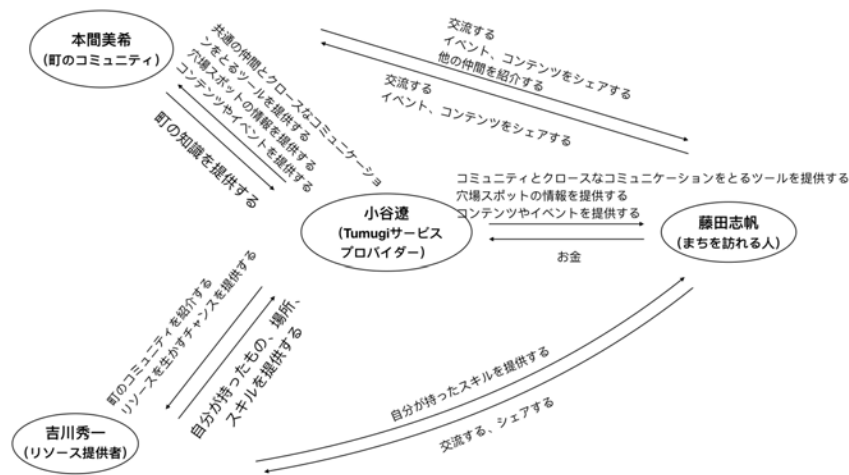 本間美希
(町のコミュニティ)
共通の仲間とクロースなコミュニケーショ
ンをとるツールを提供する
穴場スポットの情報を提供する
コンテンツやイベントを提供する
町の知識を提供する
交流する
イベント、コンテンツをシェアする
他の仲間を紹介する
交流する
イベント、コンテンツをシェアする
小谷遼
(Tumugiサービス
プロバイダー)
コミュニティとクロースなコミュニケーションをとるツールを提供する
穴場スポットの情報を提供する
コンテンツやイベントを提供する
お金
藤田志帆
(まちを訪れる人)
町のコミュニティを紹介する
リソースを生かすチャンスを提供する
自分が持ったもの、場所、
スキルを提供する
自分が持ったスキルを提供する
交流する、シェアする
吉川秀一
(リソース提供者)